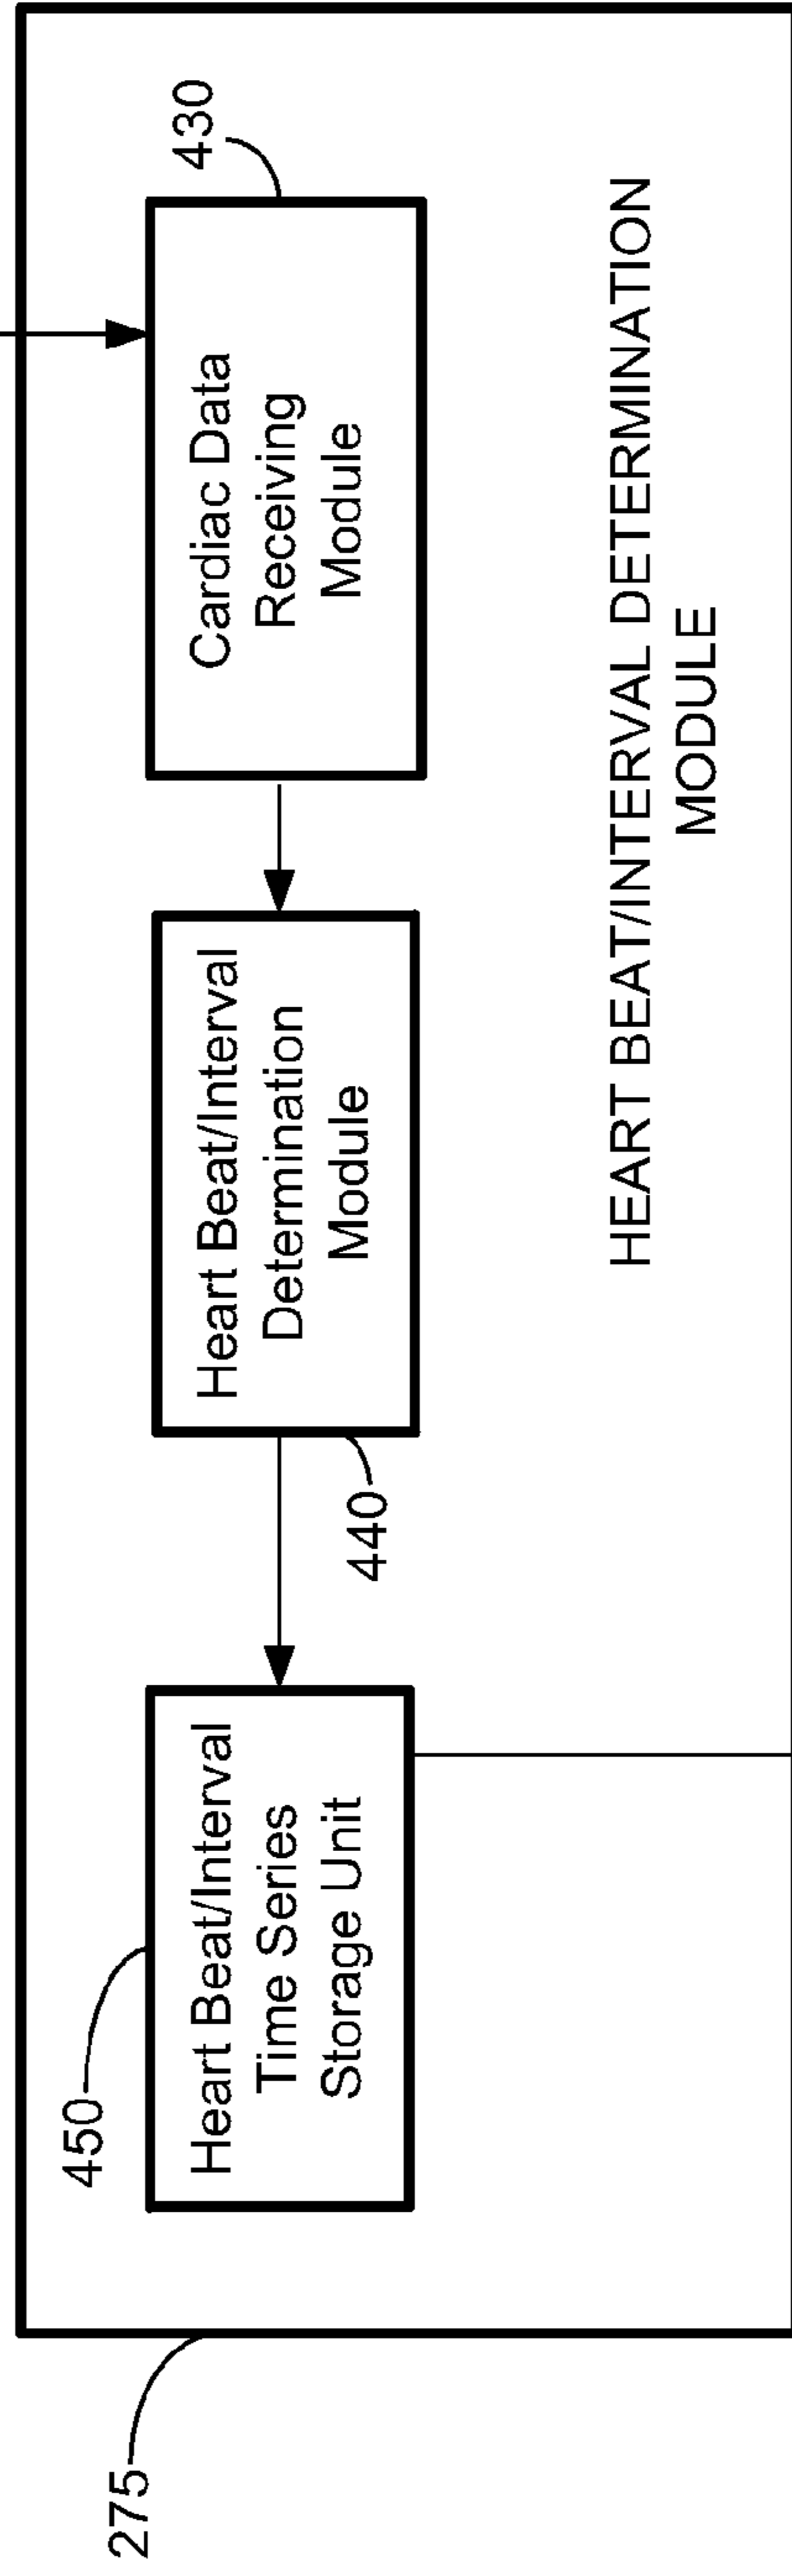 275
450
Heart Beat/Interval
Time Series
Storage Unit
440
Heart Beat/Interval
Determination
Module
430
Cardiac Data
Receiving
Module
HEART BEAT/INTERVAL DETERMINATION
MODULE